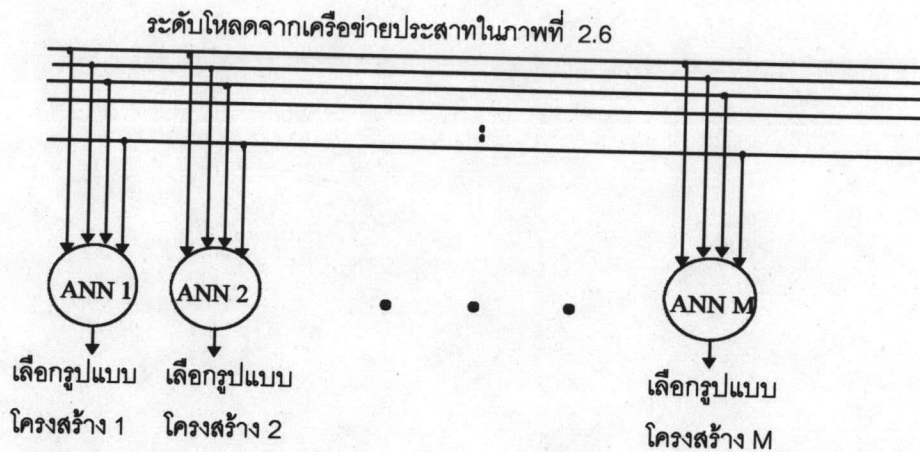 ระดับโหลดจากเครือข่ายประสาทในภาพที่ 2.6
ANN 1
ANN 2
ANN M
เลือกรูปแบบ
โครงสร้าง 1
เลือกรูปแบบ
โครงสร้าง 2
เลือกรูปแบบ
โครงสร้าง M